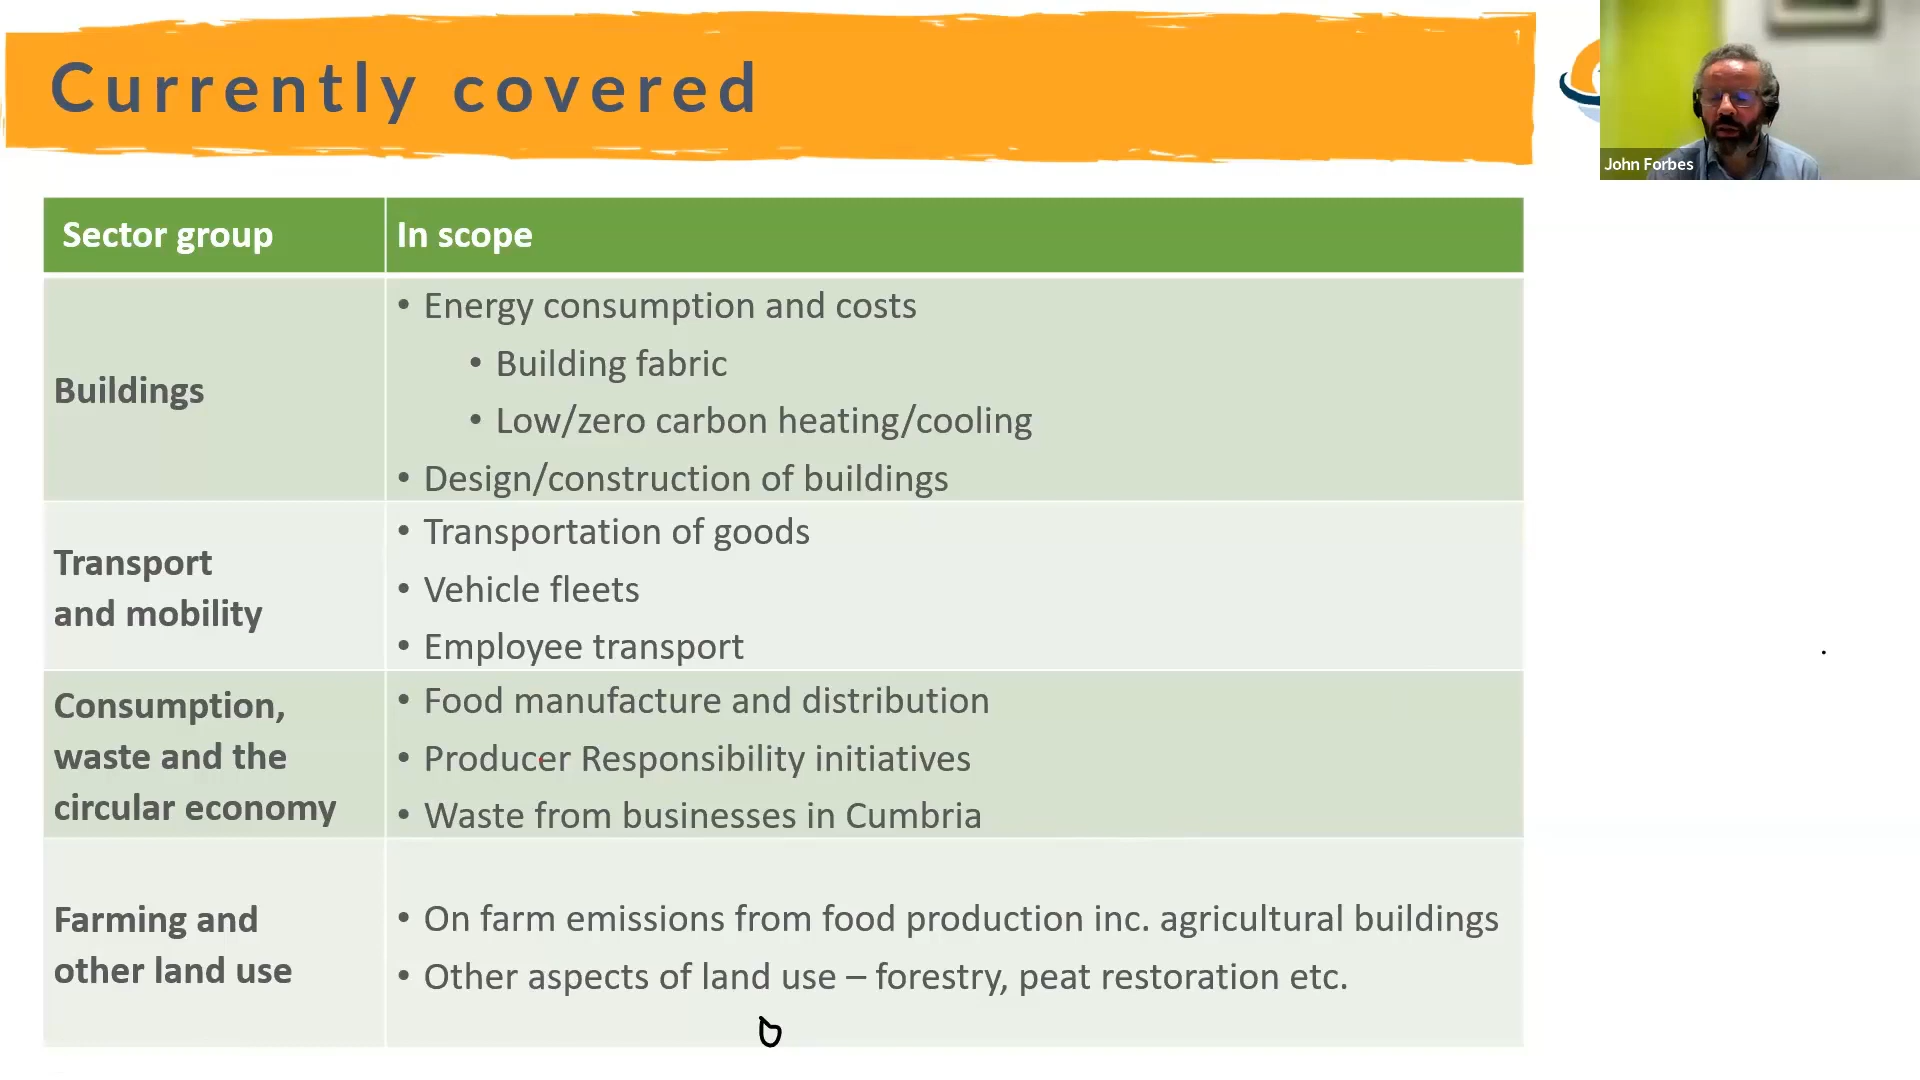 Currently covered
John Forbes
Sector group
In scope
Buildings
• Energy consumption and costs
• Building fabric
• Low/zero carbon heating/cooling
• Design/construction of buildings
Transport
and mobility
• Transportation of goods
• Vehicle fleets
• Employee transport
Consumption,
waste and the
circular economy
• Food manufacture and distribution
• Producer Responsibility initiatives
• Waste from businesses in Cumbria
Farming and
other land use
• On farm emissions from food production inc. agricultural buildings
• Other aspects of land use – forestry, peat restoration etc.